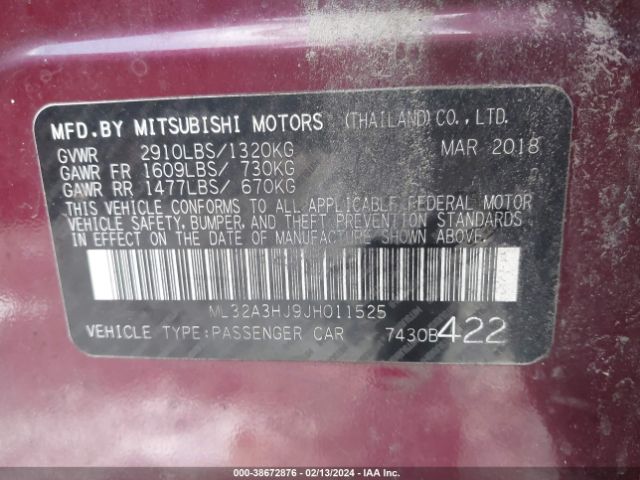 MFD.BY MITSUBISHI MOTORS (THAILAND)CO.,LTD.
GVWR 2910LBS/1320KG MAR 2018
GAWR FR 1609LBS/ 730KG
GAWR RR 1477LBS/ 670KG
THIS VEHICLE CONFORMS TO ALL APPLICABLE FEDERAL MOTOR
VEHICLE SAFETY, BUMPER, AND THEFT PREVENTION STANDARDS
IN EFFECT ON THE DATE OF MANUFACTURE SHOWN ABOVE.
ML32A3HJ9JH011525
VEHICLE TYPE:PASSENGER CAR 7430B422
000-38672876 - 02/13/2024 - IAAI.COM